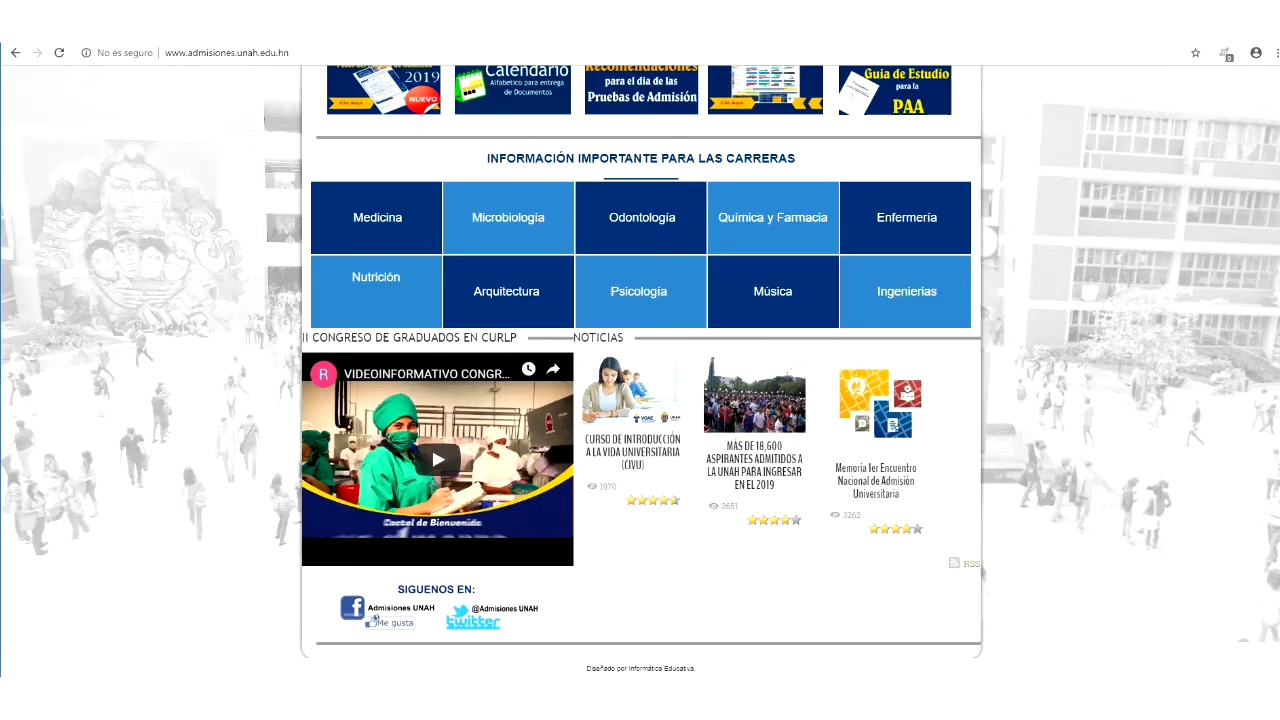 No es seguro | www.admisiones.unah.edu.hn
2019
NUEVO
Calendario
Alfabetico para entrega
de Documentos
Recomendaciones
para el día de las
Pruebas de Admisión
Guia de Estudio
para la
PAA
INFORMACIÓN IMPORTANTE PARA LAS CARRERAS
Medicina
Microbiología
Odontología
Química y Farmacia
Enfermería
Nutrición
Arquitectura
Psicología
Música
Ingenierias
II CONGRESO DE GRADUADOS EN CURLP
NOTICIAS
R
VIDEOINFORMATIVO CONGR...
Coctel de Bienvenida
UNAH
CURSO DE INTRODUCCIÓN
A LA VIDA UNIVERSITARIA
(CIVU)
1970
MÁS DE 18,600
ASPIRANTES ADMITIDOS A
LA UNAH PARA INGRESAR
EN EL 2019
2651
Memoria 1er Encuentro
Nacional de Admisión
Universitaria
3262
RSS
SIGUENOS EN:
Admisiones UNAH
Me gusta
@Admisiones UNAH
twitter
Diseñado por Informática Educativa.